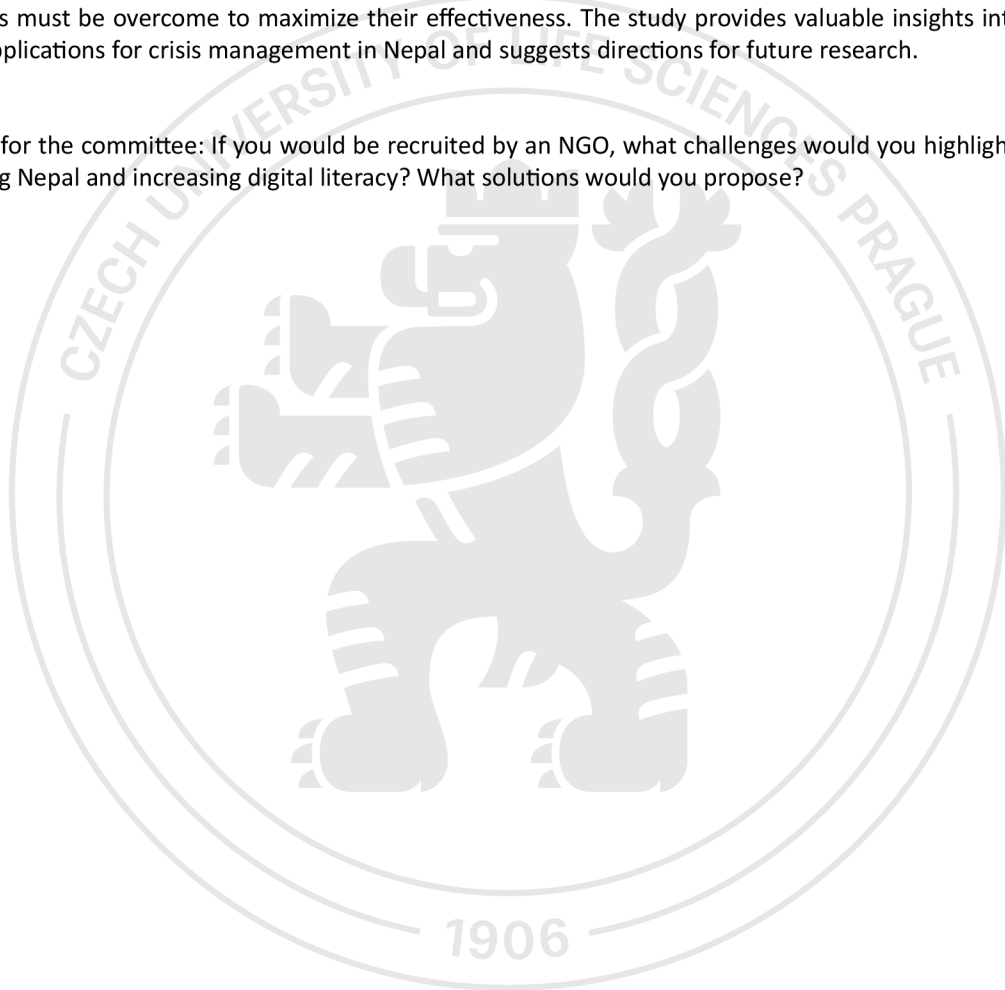 s must be overcome to maximize their effectiveness. The study provides valuable insights int
plications for crisis management in Nepal and suggests directions for future research.
for the committee: If you would be recruited by an NGO, what challenges would you highligh
g Nepal and increasing digital literacy? What solutions would you propose?
CZECH UNIVERSITY OF LIFE SCIENCES PRAGUE
1906